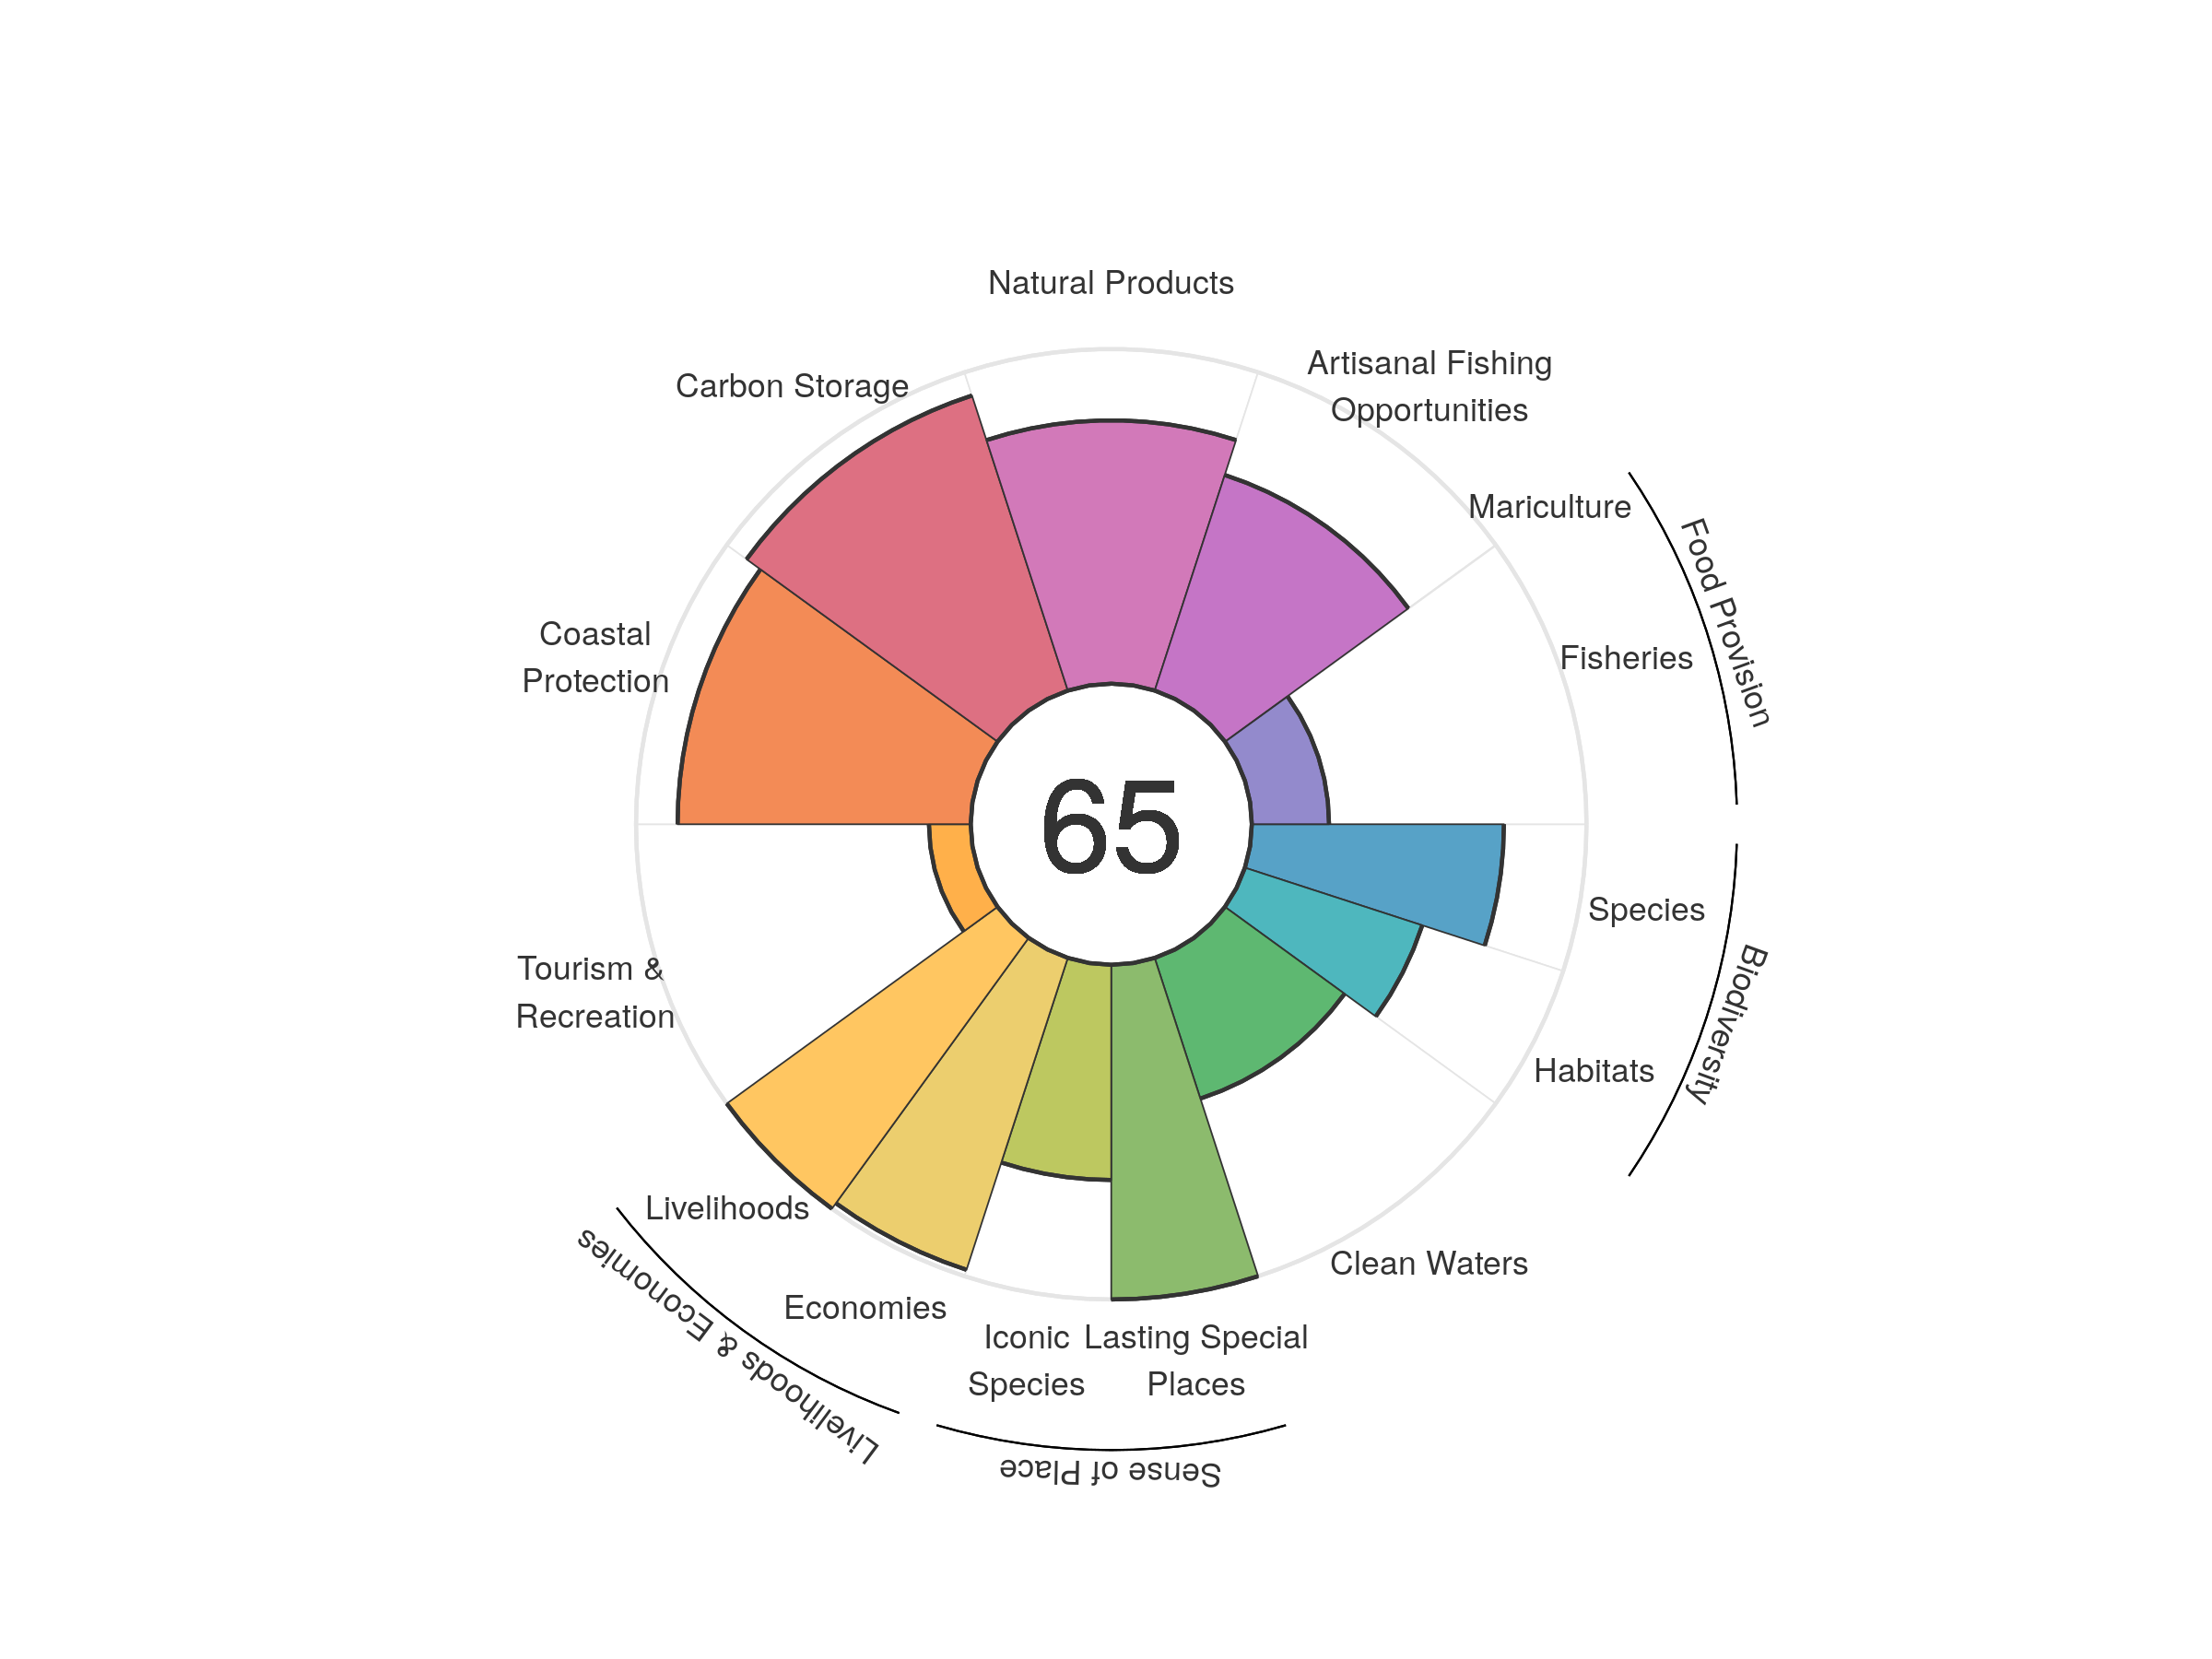 Natural Products
Artisanal Fishing
Opportunities
Carbon Storage
Mariculture
Food Provision
Fisheries
Coastal
Protection
65
Species
Biodiversity
Tourism &
Recreation
Habitats
Livelihoods
Clean Waters
Economies
Livelihoods & Economies
Iconic
Species
Lasting Special
Places
Sense of Place